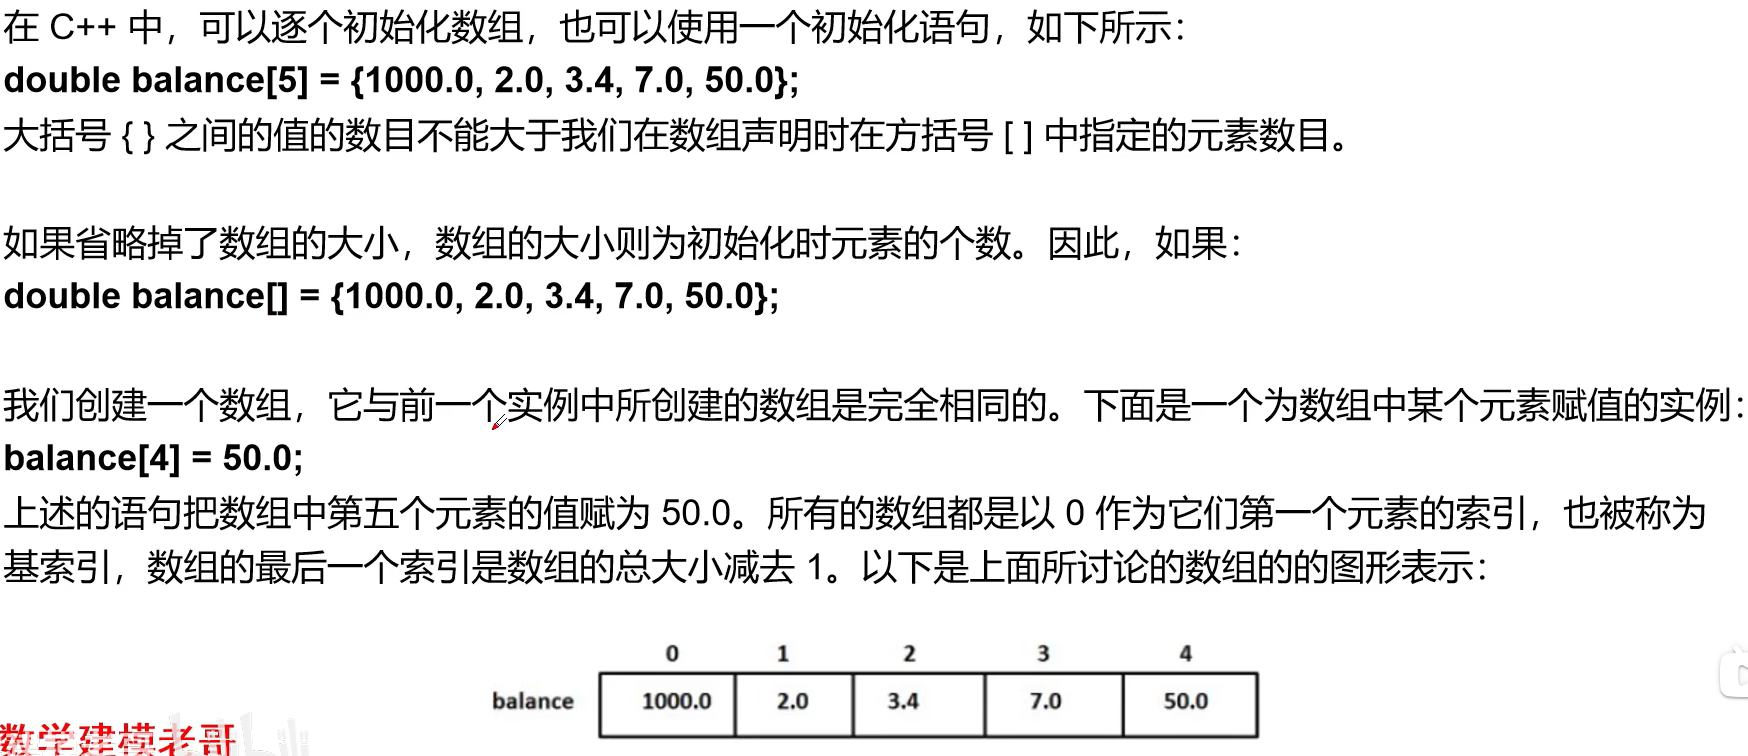 在 C++ 中，可以逐个初始化数组，也可以使用一个初始化语句，如下所示：
double balance[5] = {1000.0, 2.0, 3.4, 7.0, 50.0};
大括号 { } 之间的值的数目不能大于我们在数组声明时在方括号 [ ] 中指定的元素数目。
如果省略掉了数组的大小，数组的大小则为初始化时元素的个数。因此，如果：
double balance[] = {1000.0, 2.0, 3.4, 7.0, 50.0};
我们创建一个数组，它与前一个实例中所创建的数组是完全相同的。下面是一个为数组中某个元素赋值的实例：
balance[4] = 50.0;
上述的语句把数组中第五个元素的值赋为 50.0。所有的数组都是以 0 作为它们第一个元素的索引，也被称为
基索引，数组的最后一个索引是数组的总大小减去 1。以下是上面所讨论的数组的的图形表示：
0 1 2 3 4
balance 1000.0 2.0 3.4 7.0 50.0
数学建模老哥